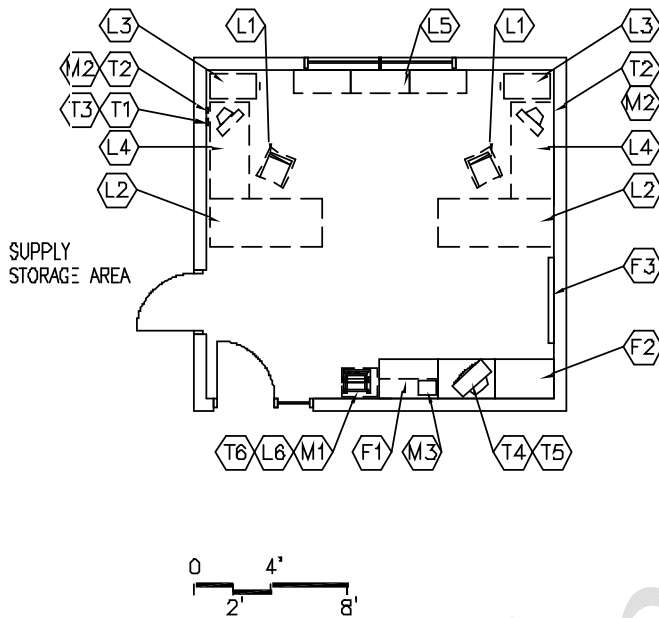 L3 L1 L5 L1 L3
M2 T2 T2
T3 T1 M2
L4 L4
L2 L2
SUPPLY
STORAGE AREA
F3
F2
T6 L6 M1 F1 M3 T4 T5
0 4'
2' 8'